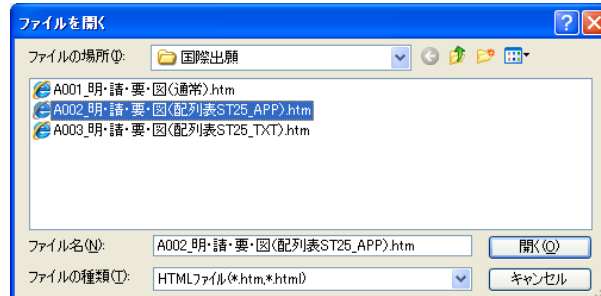 ファイルを開く
ファイルの場所(I): 国際出願
A001_明・請・要・図(通常).htm
A002_明・請・要・図(配列表ST25_APP).htm
A003_明・請・要・図(配列表ST25_TXT).htm
ファイル名(N): A002_明・請・要・図(配列表ST25_APP).htm 開く(O)
ファイルの種類(T): HTMLファイル(*.htm,*.html) キャンセル